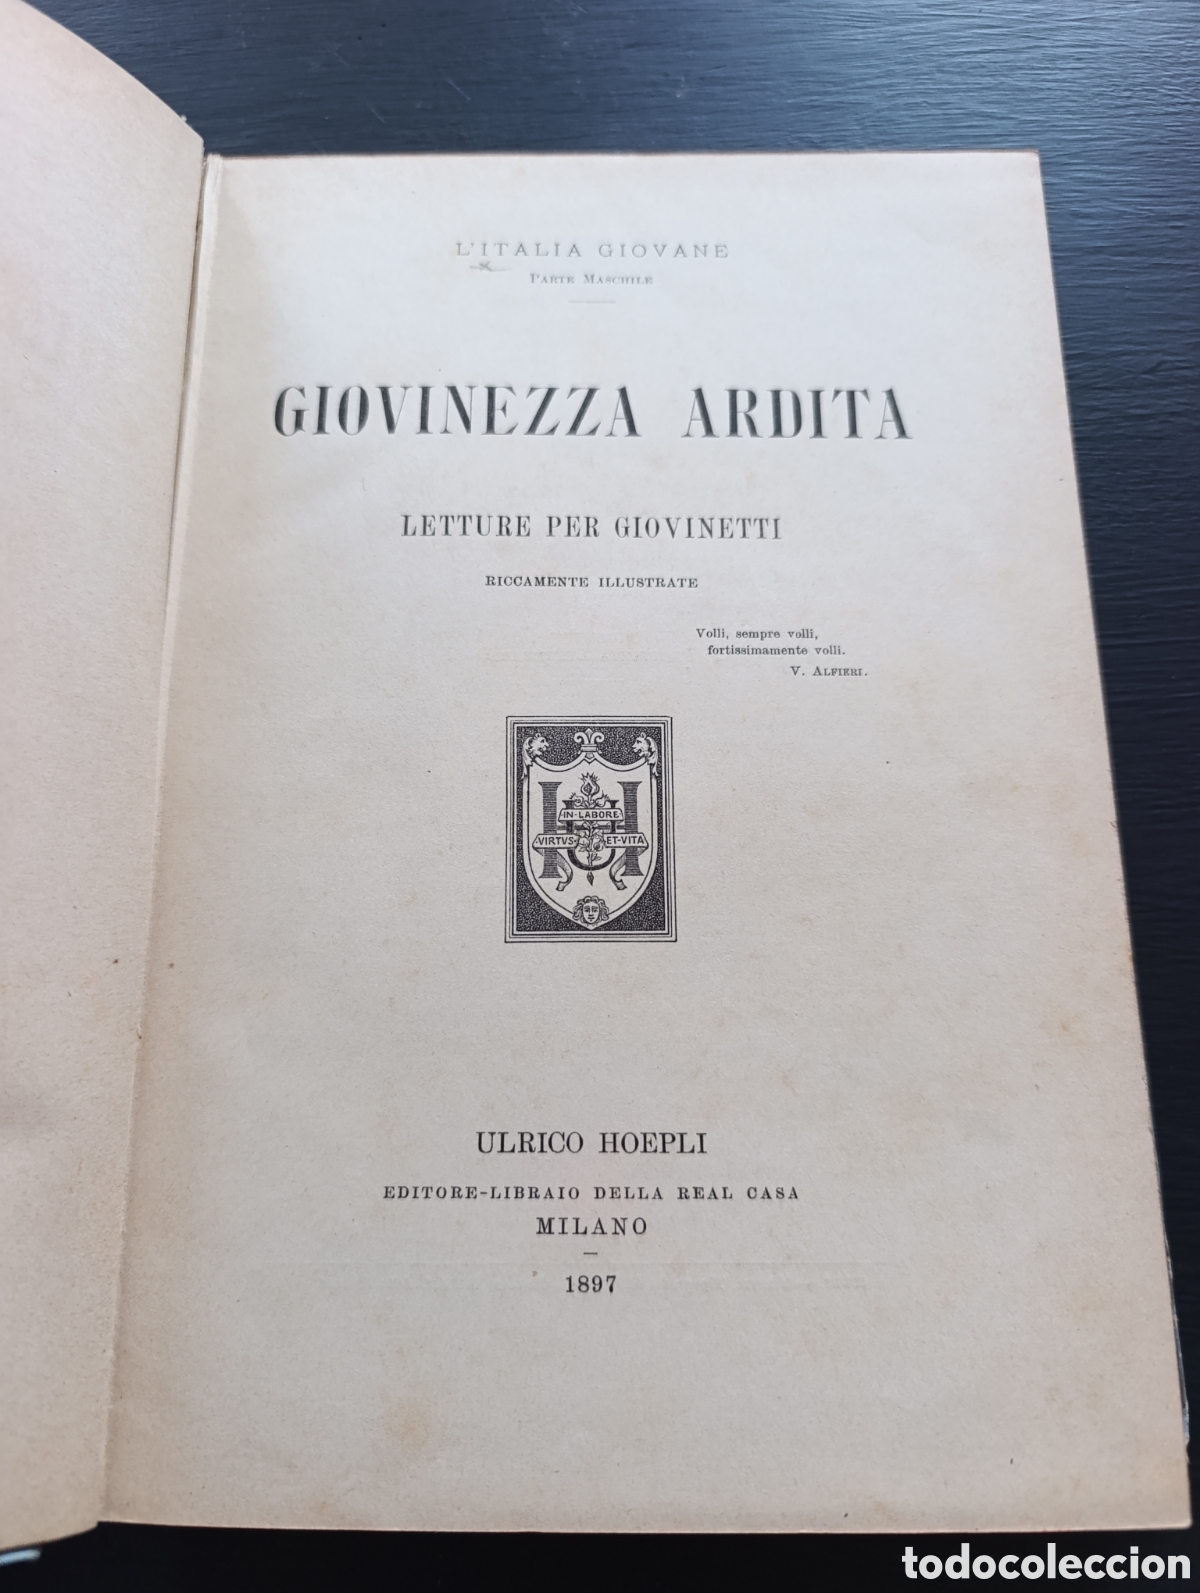 L'ITALIA GIOVANE
PARTE MASCHILE
GIOVINEZZA ARDITA
LETTURE PER GIOVINETTI
RICCAMENTE ILLUSTRATE
Volli, sempre volli,
fortissimamente volli.
V. ALFIERI.
IN-LABORE
VIRTVS ET-VITA
ULRICO HOEPLI
EDITORE-LIBRAIO DELLA REAL CASA
MILANO
1897
todocoleccion